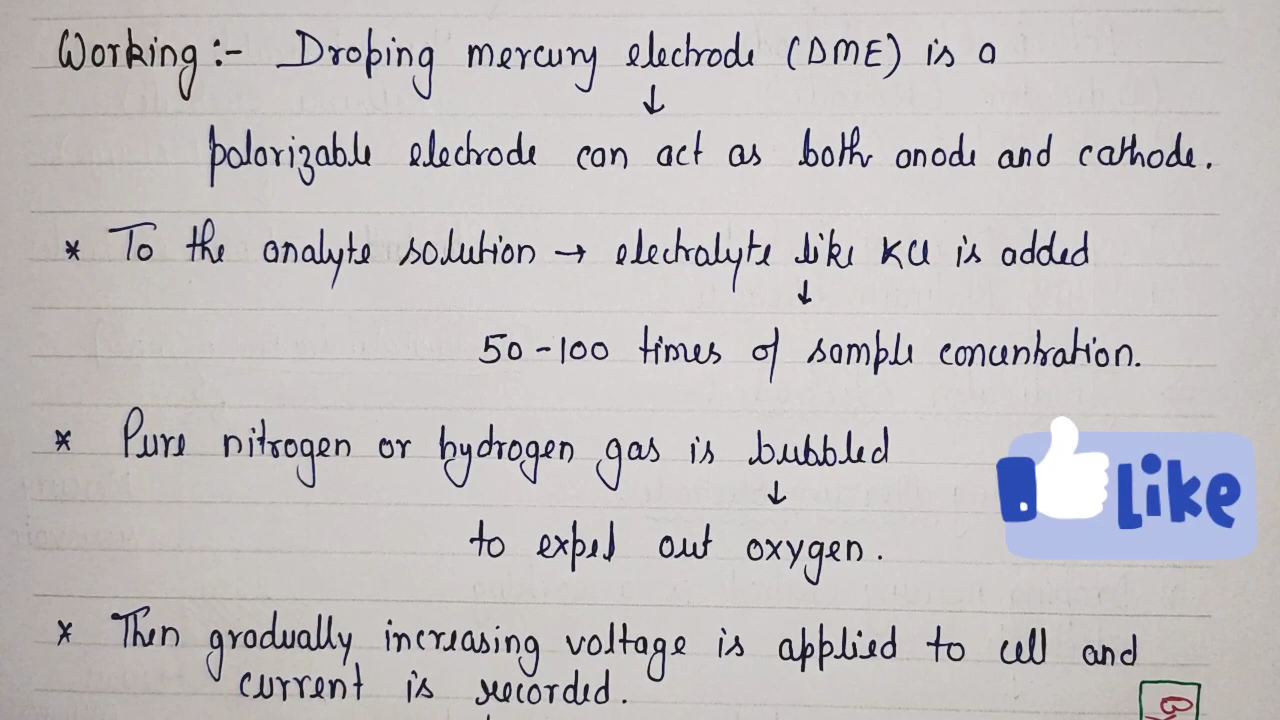 Working :- Droping mercury electrode (DME) is a
↓
polarizable electrode can act as both anode and cathode.
* To the analyte solution → electralyte like KCl is added
↓
50-100 times of sample concentration.
* Pure nitrogen or hydrogen gas is bubbled
↓
to expel out oxygen.
Like
* Then gradually increasing voltage is applied to cell and
current is recorded.